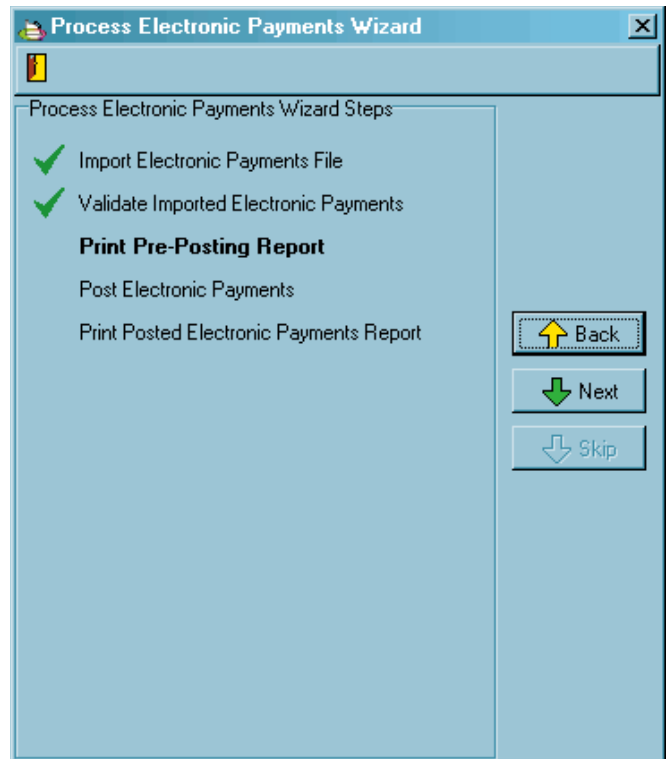 Process Electronic Payments Wizard
Process Electronic Payments Wizard Steps
Import Electronic Payments File
Validate Imported Electronic Payments
Print Pre-Posting Report
Post Electronic Payments
Print Posted Electronic Payments Report
Back
Next
Skip